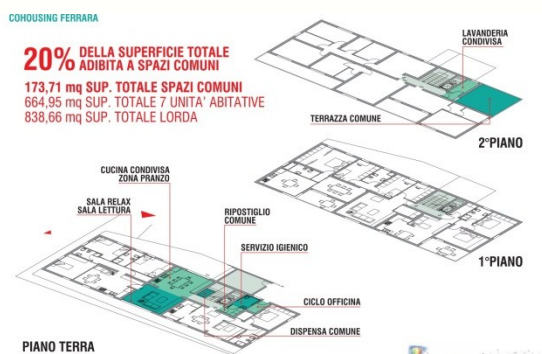 COHOUSING FERRARA
20% DELLA SUPERFICIE TOTALE
ADIBITA A SPAZI COMUNI
173,71 mq SUP. TOTALE SPAZI COMUNI
664,95 mq SUP. TOTALE 7 UNITA' ABITATIVE
838,66 mq SUP. TOTALE LORDA
LAVANDERIA
CONDIVISA
TERRAZZA COMUNE
2°PIANO
CUCINA CONDIVISA
ZONA PRANZO
SALA RELAX
SALA LETTURA
RIPOSTIGLIO
COMUNE
SERVIZIO IGIENICO
1°PIANO
CICLO OFFICINA
DISPENSA COMUNE
PIANO TERRA